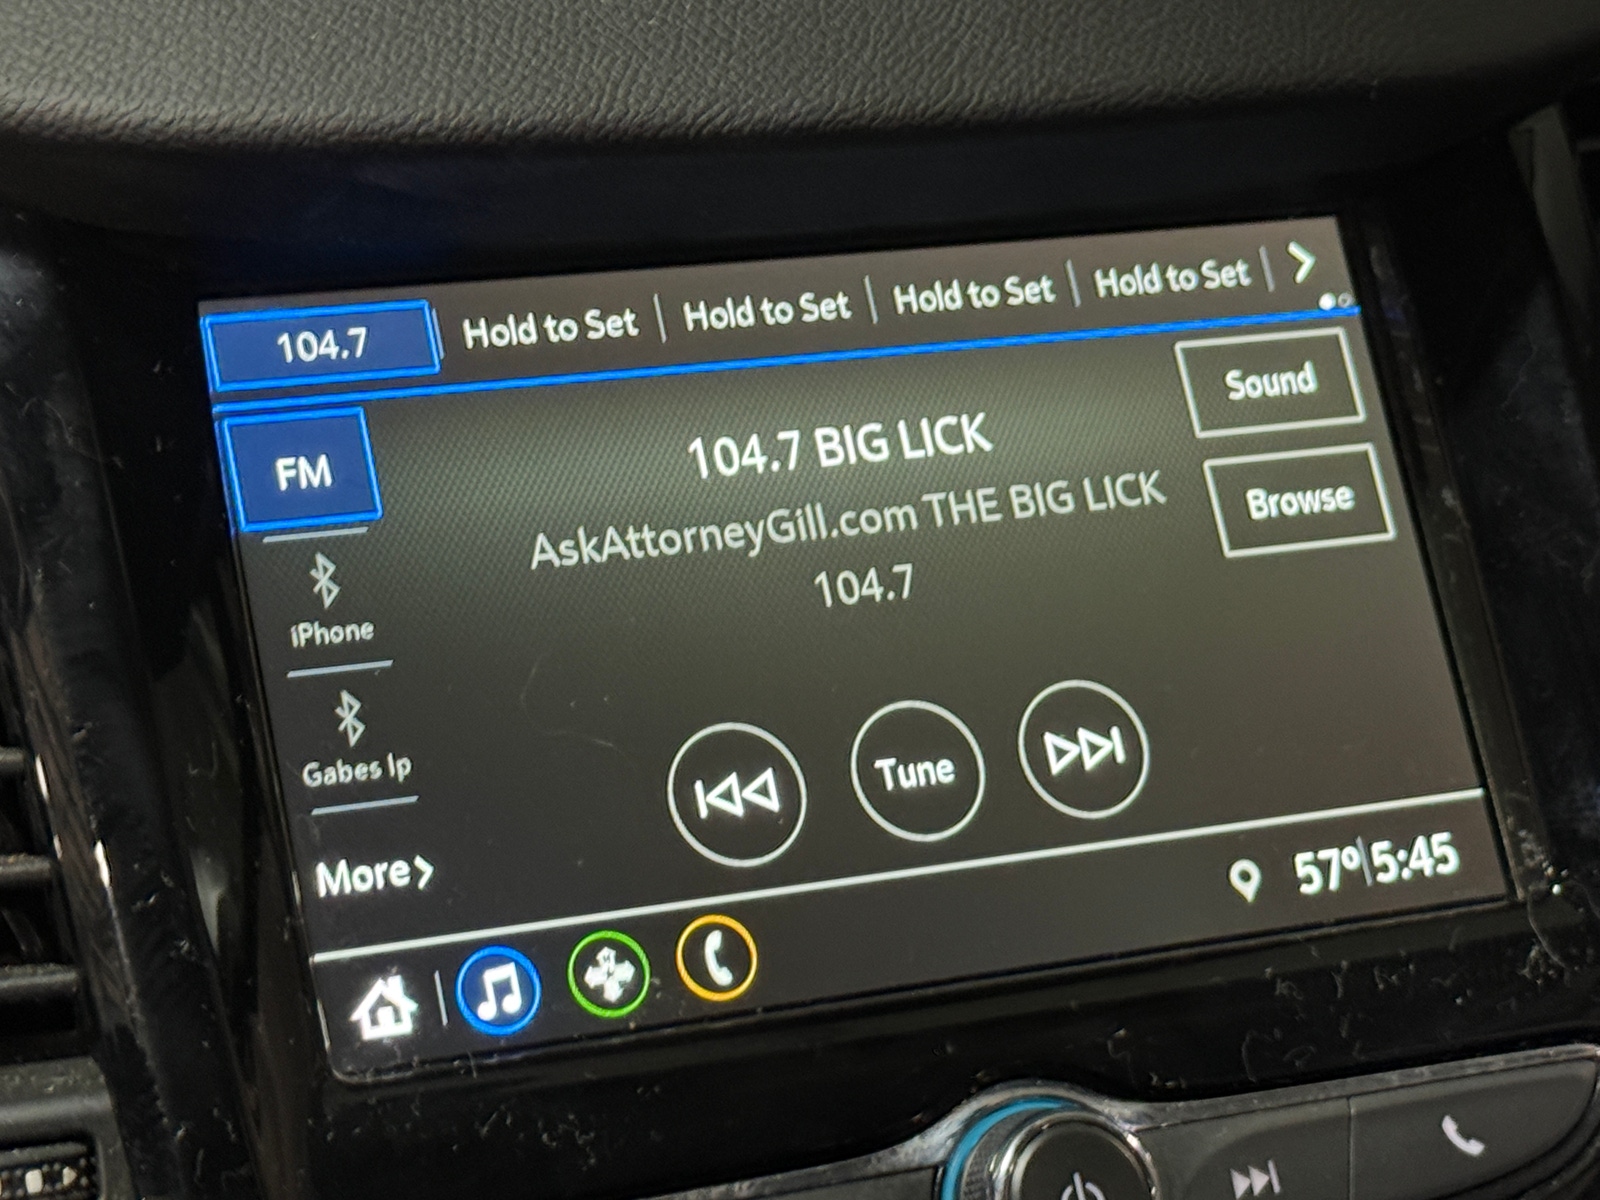 104.7 Hold to Set Hold to Set Hold to Set Hold to Set
FM
104.7 BIG LICK
AskAttorneyGill.com THE BIG LICK
104.7
Sound
Browse
iPhone
Gabes Ip
More
Tune
57° 5:45